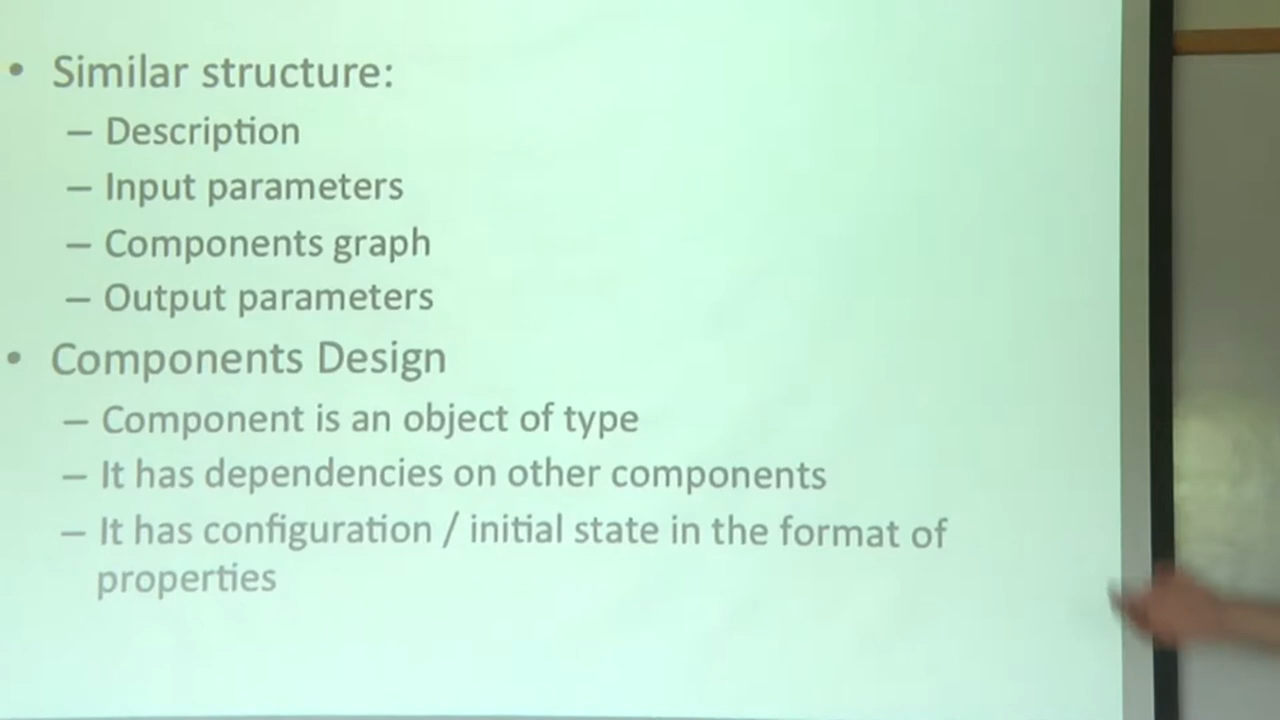 • Similar structure:
– Description
– Input parameters
– Components graph
– Output parameters
• Components Design
– Component is an object of type
– It has dependencies on other components
– It has configuration / initial state in the format of
properties